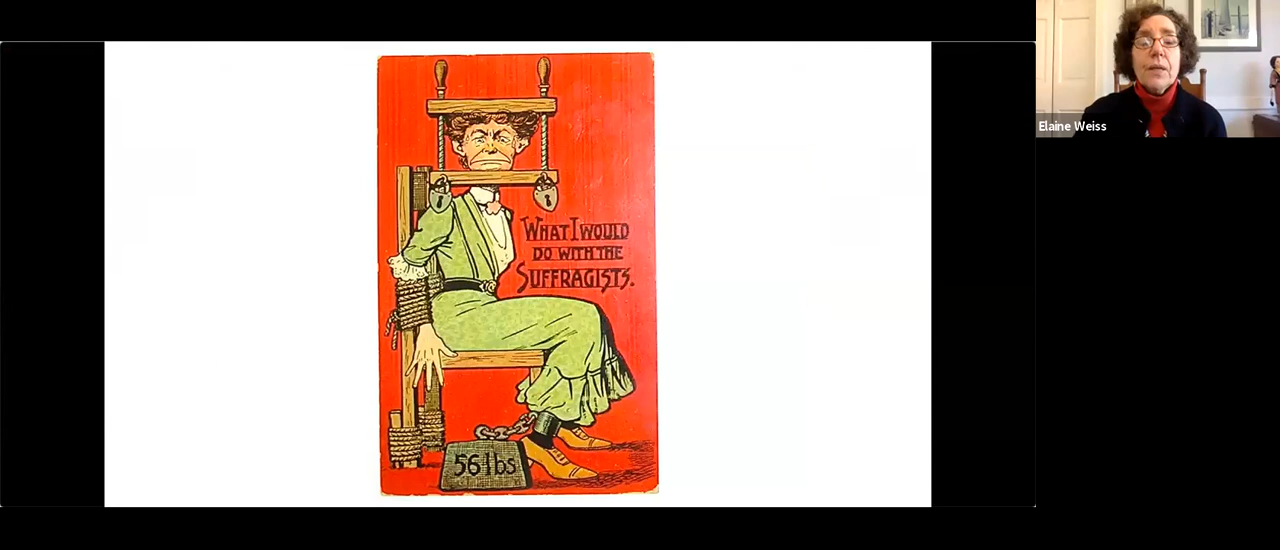 WHAT I WOULD
DO WITH THE
SUFFRAGISTS.
56 lbs
Elaine Weiss